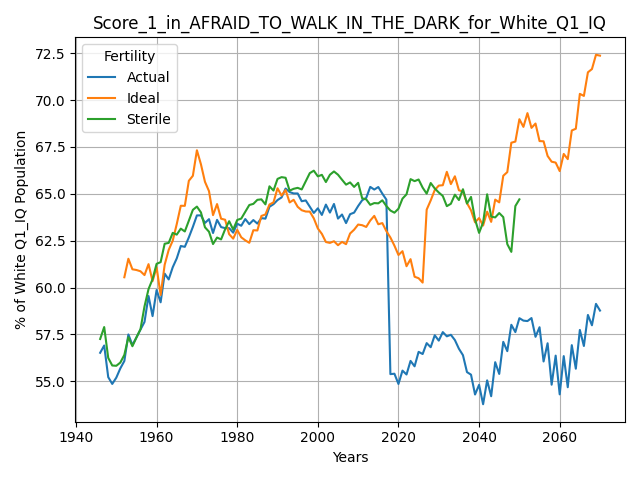 Score_1_in_AFRAID_TO_WALK_IN_THE_DARK_for_White_Q1_IQ
Fertility
Actual
Ideal
Sterile
72.5
70.0
67.5
65.0
62.5
60.0
57.5
55.0
% of White Q1_IQ Population
1940
1960
1980
2000
2020
2040
2060
Years